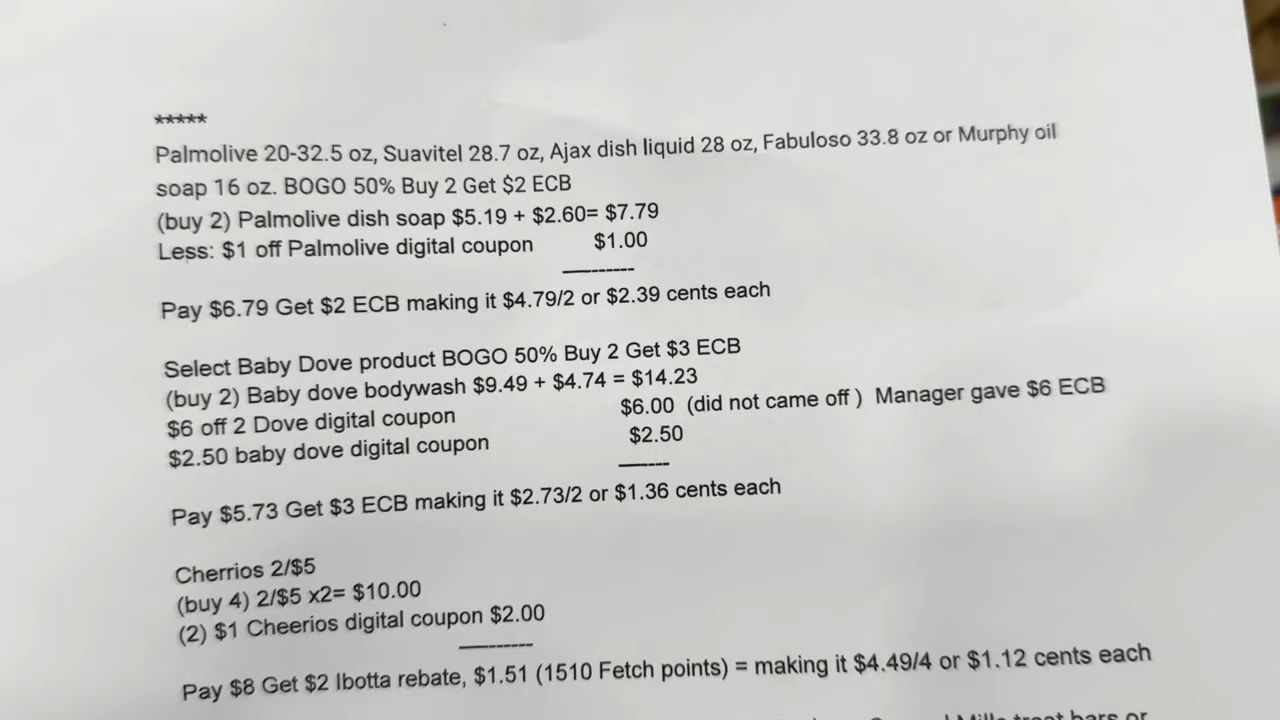 *****
Palmolive 20-32.5 oz, Suavitel 28.7 oz, Ajax dish liquid 28 oz, Fabuloso 33.8 oz or Murphy oil
soap 16 oz. BOGO 50% Buy 2 Get $2 ECB
(buy 2) Palmolive dish soap $5.19 + $2.60= $7.79
Less: $1 off Palmolive digital coupon $1.00
----------
Pay $6.79 Get $2 ECB making it $4.79/2 or $2.39 cents each
Select Baby Dove product BOGO 50% Buy 2 Get $3 ECB
(buy 2) Baby dove bodywash $9.49 + $4.74 = $14.23
$6 off 2 Dove digital coupon $6.00 (did not came off ) Manager gave $6 ECB
$2.50 baby dove digital coupon $2.50
-------
Pay $5.73 Get $3 ECB making it $2.73/2 or $1.36 cents each
Cherrios 2/$5
(buy 4) 2/$5 x2= $10.00
(2) $1 Cheerios digital coupon $2.00
----------
Pay $8 Get $2 Ibotta rebate, $1.51 (1510 Fetch points) = making it $4.49/4 or $1.12 cents each
treat bars or